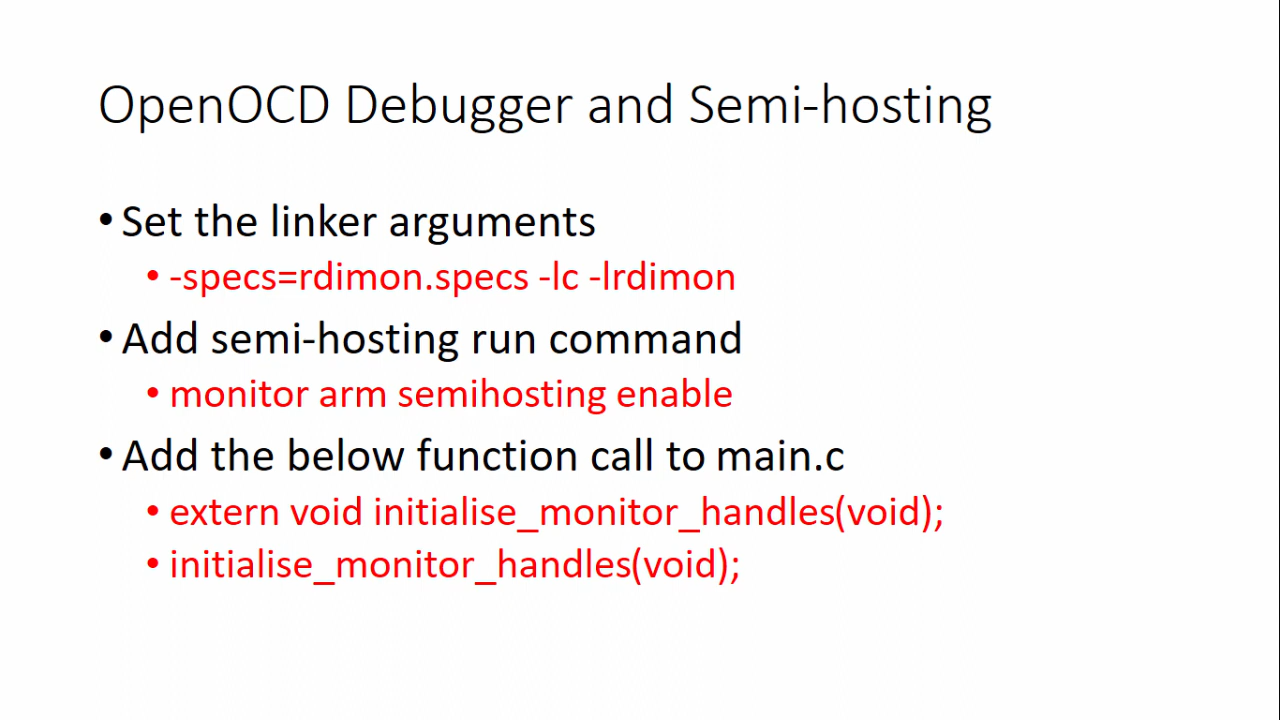 OpenOCD Debugger and Semi-hosting
• Set the linker arguments
• -specs=rdimon.specs -lc -lrdimon
• Add semi-hosting run command
• monitor arm semihosting enable
• Add the below function call to main.c
• extern void initialise_monitor_handles(void);
• initialise_monitor_handles(void);